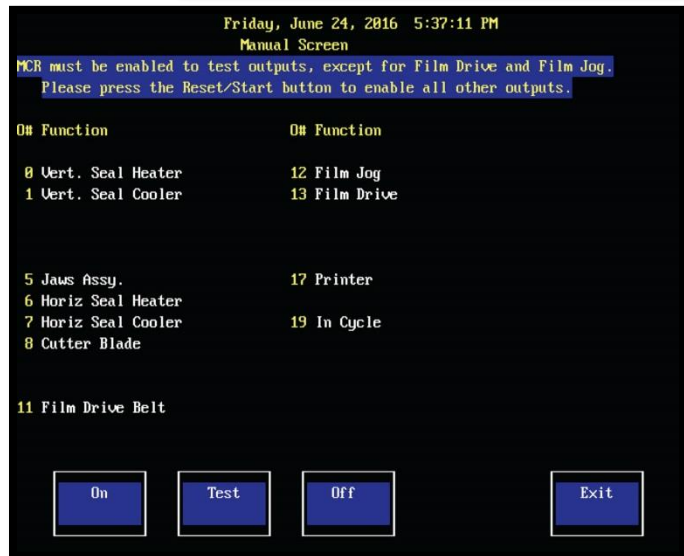 Friday, June 24, 2016 5:37:11 PM
Manual Screen
MCR must be enabled to test outputs, except for Film Drive and Film Jog.
Please press the Reset/Start button to enable all other outputs.
O# Function O# Function
0 Vert. Seal Heater 12 Film Jog
1 Vert. Seal Cooler 13 Film Drive
5 Jaws Assy. 17 Printer
6 Horiz Seal Heater
7 Horiz Seal Cooler 19 In Cycle
8 Cutter Blade
11 Film Drive Belt
On Test Off Exit